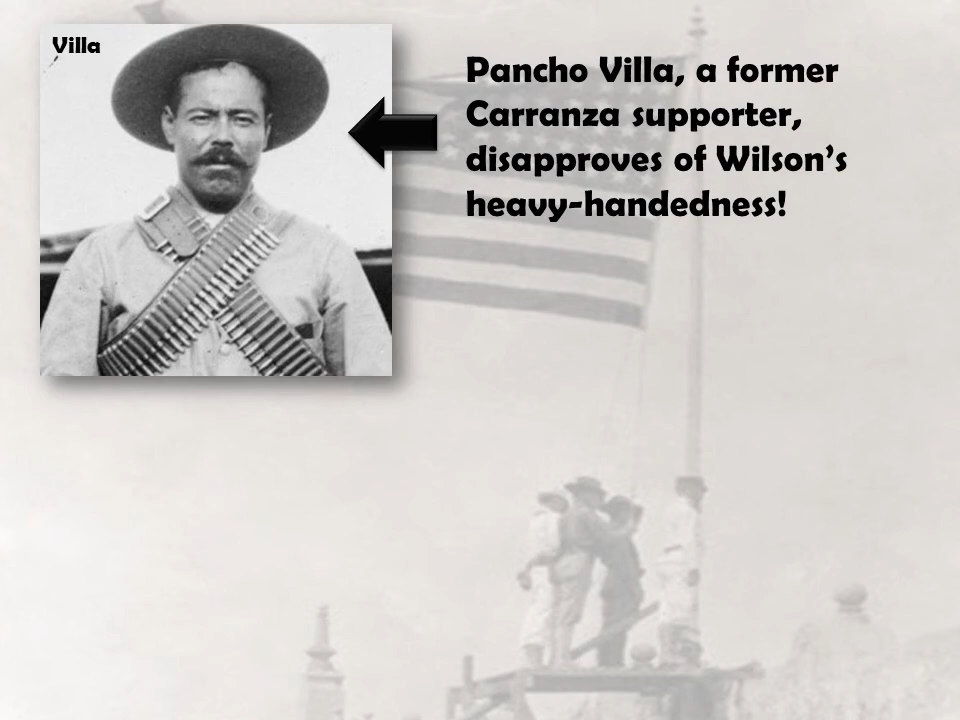 Villa
Pancho Villa, a former
Carranza supporter,
disapproves of Wilson’s
heavy-handedness!